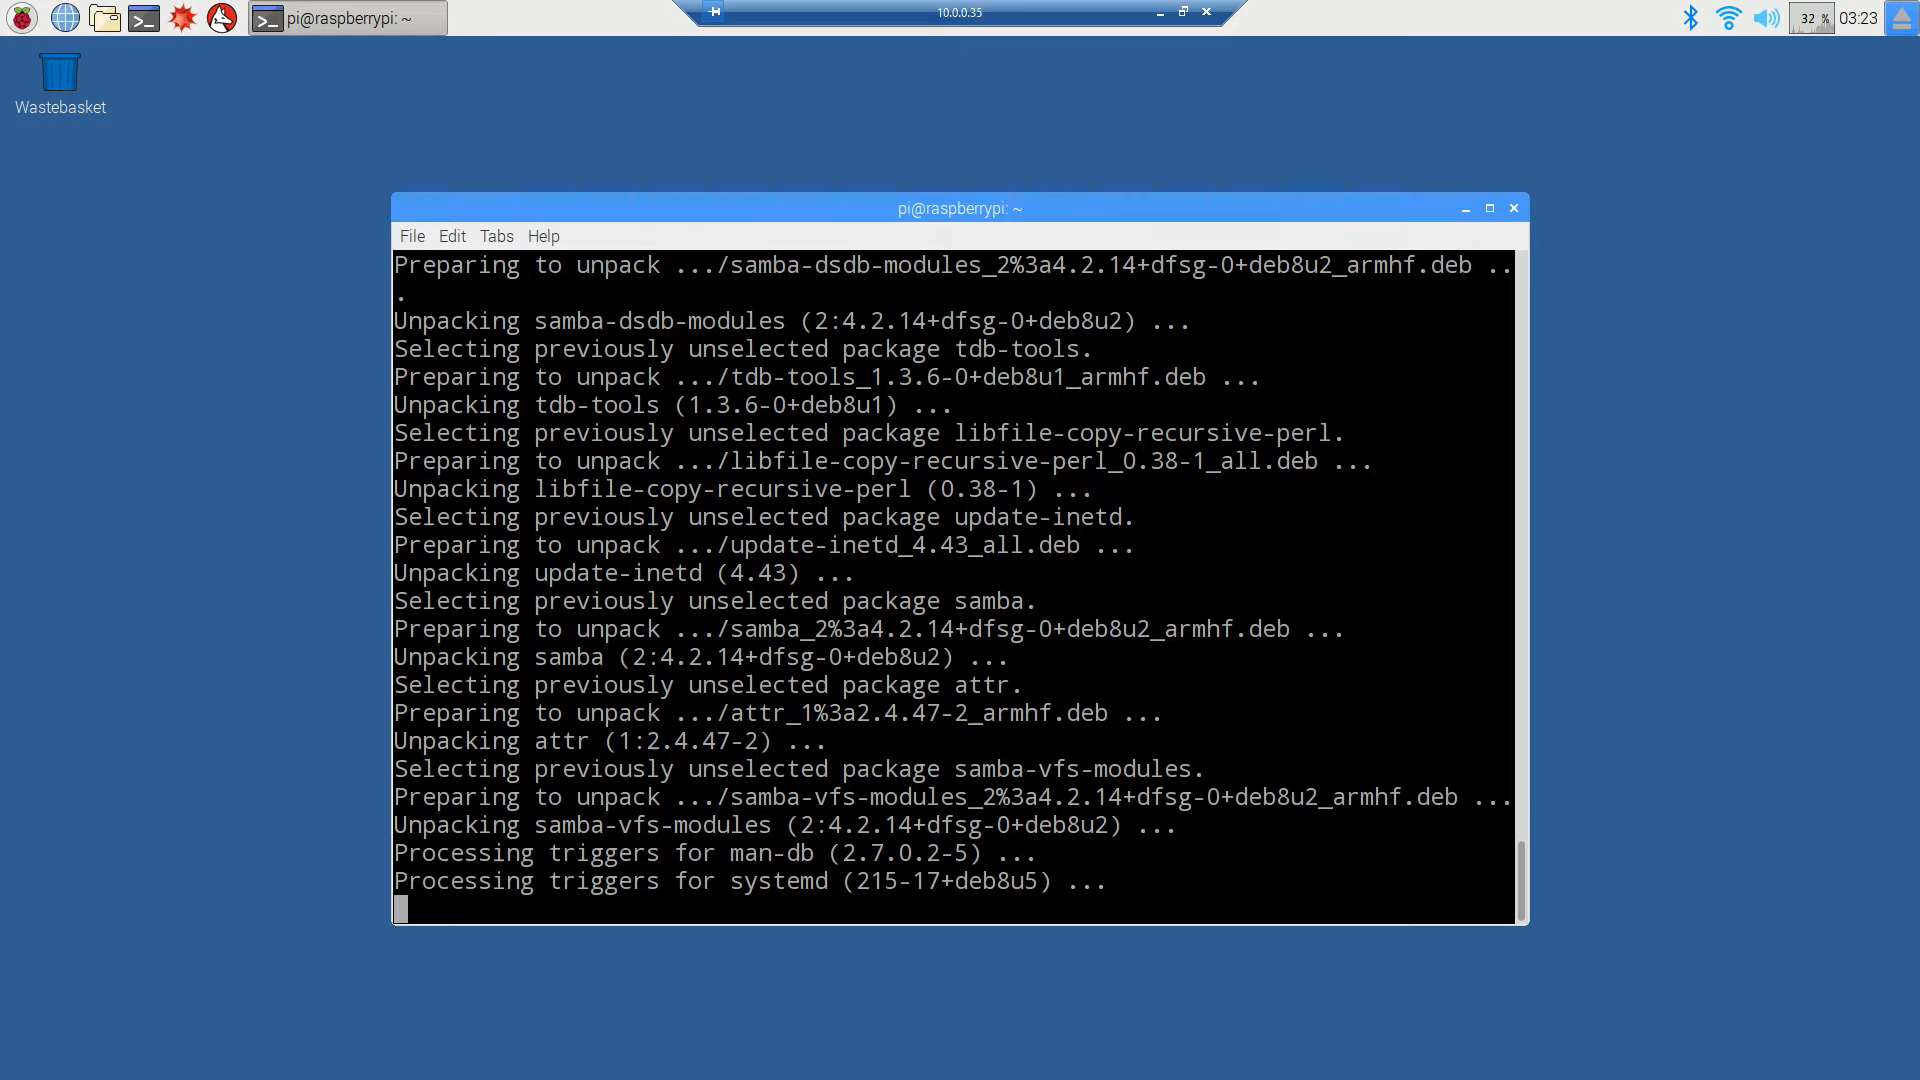 pi@raspberrypi: ~
10.0.0.35
32 %
03:23
Wastebasket
pi@raspberrypi: ~
File Edit Tabs Help
Preparing to unpack .../samba-dsdb-modules_2%3a4.2.14+dfsg-0+deb8u2_armhf.deb ..
.
Unpacking samba-dsdb-modules (2:4.2.14+dfsg-0+deb8u2) ...
Selecting previously unselected package tdb-tools.
Preparing to unpack .../tdb-tools_1.3.6-0+deb8u1_armhf.deb ...
Unpacking tdb-tools (1.3.6-0+deb8u1) ...
Selecting previously unselected package libfile-copy-recursive-perl.
Preparing to unpack .../libfile-copy-recursive-perl_0.38-1_all.deb ...
Unpacking libfile-copy-recursive-perl (0.38-1) ...
Selecting previously unselected package update-inetd.
Preparing to unpack .../update-inetd_4.43_all.deb ...
Unpacking update-inetd (4.43) ...
Selecting previously unselected package samba.
Preparing to unpack .../samba_2%3a4.2.14+dfsg-0+deb8u2_armhf.deb ...
Unpacking samba (2:4.2.14+dfsg-0+deb8u2) ...
Selecting previously unselected package attr.
Preparing to unpack .../attr_1%3a2.4.47-2_armhf.deb ...
Unpacking attr (1:2.4.47-2) ...
Selecting previously unselected package samba-vfs-modules.
Preparing to unpack .../samba-vfs-modules_2%3a4.2.14+dfsg-0+deb8u2_armhf.deb ...
Unpacking samba-vfs-modules (2:4.2.14+dfsg-0+deb8u2) ...
Processing triggers for man-db (2.7.0.2-5) ...
Processing triggers for systemd (215-17+deb8u5) ...